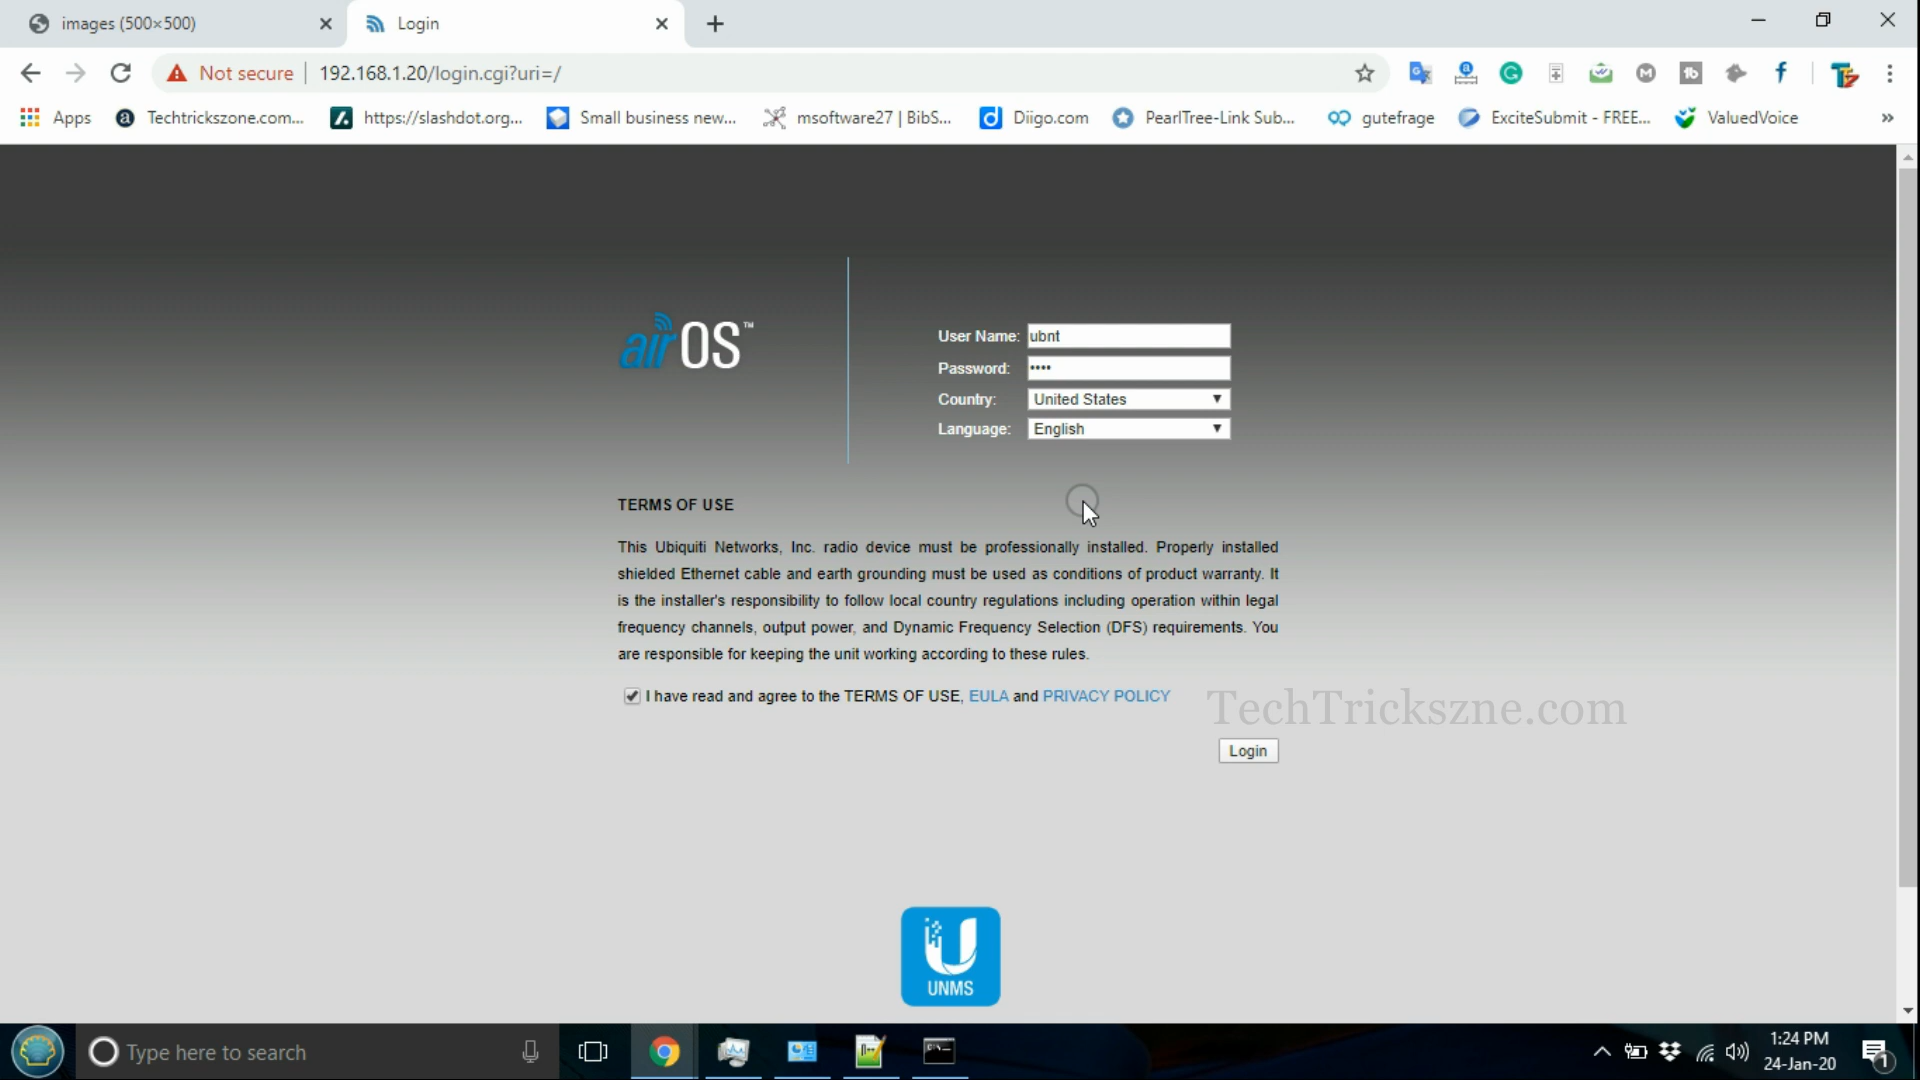 images (500×500)
Login
Not secure
192.168.1.20/login.cgi?uri=/
Apps
Techtrickszone.com...
https://slashdot.org...
Small business new...
msoftware27 | BibS...
Diigo.com
PearlTree-Link Sub...
gutefrage
ExciteSubmit - FREE...
ValuedVoice
»
airOS™
User Name: ubnt
Password: ••••
Country: United States
Language: English
TERMS OF USE
This Ubiquiti Networks, Inc. radio device must be professionally installed. Properly installed
shielded Ethernet cable and earth grounding must be used as conditions of product warranty. It
is the installer's responsibility to follow local country regulations including operation within legal
frequency channels, output power, and Dynamic Frequency Selection (DFS) requirements. You
are responsible for keeping the unit working according to these rules.
I have read and agree to the TERMS OF USE, EULA and PRIVACY POLICY
TechTrickszne.com
Login
UNMS
Type here to search
1:24 PM
24-Jan-20
1